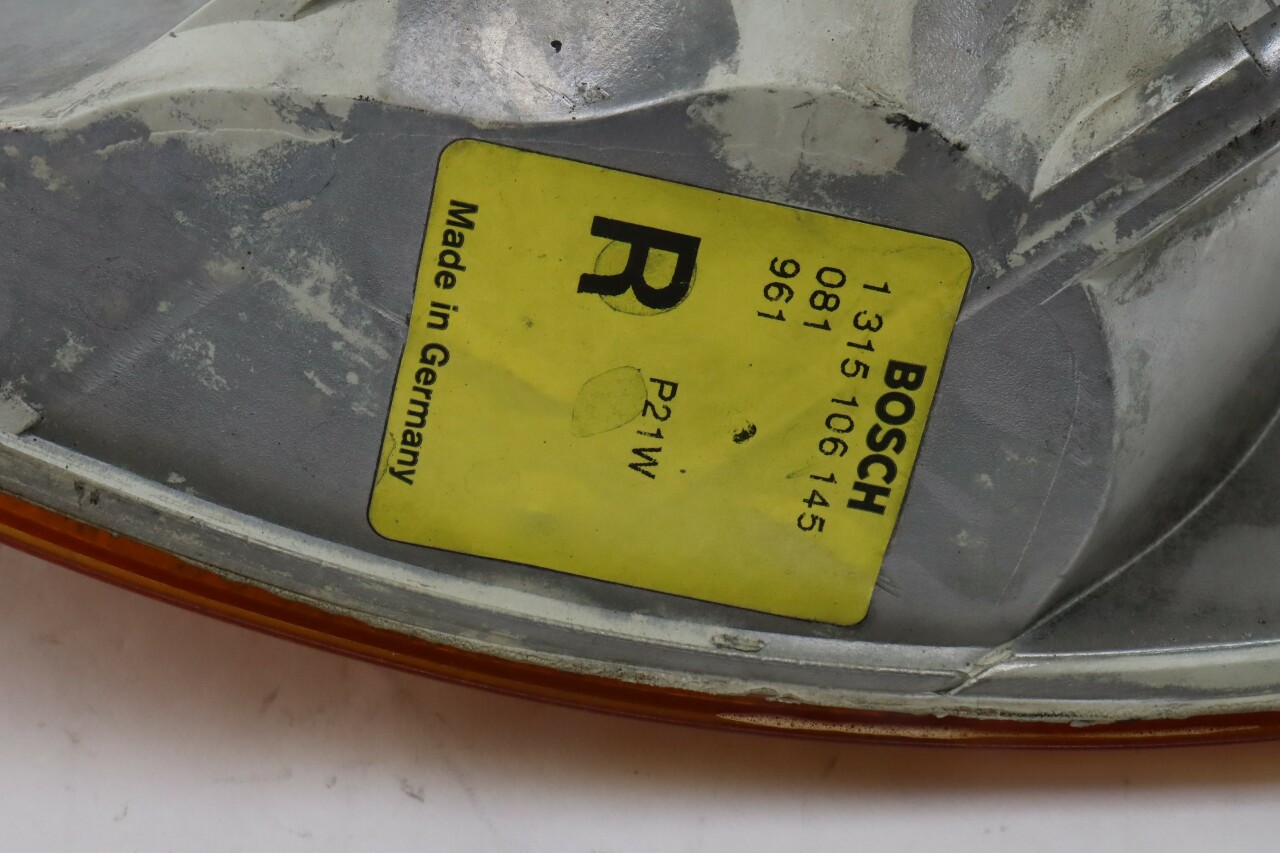 BOSCH
1 315 106 145
081
961
R P21W
Made in Germany